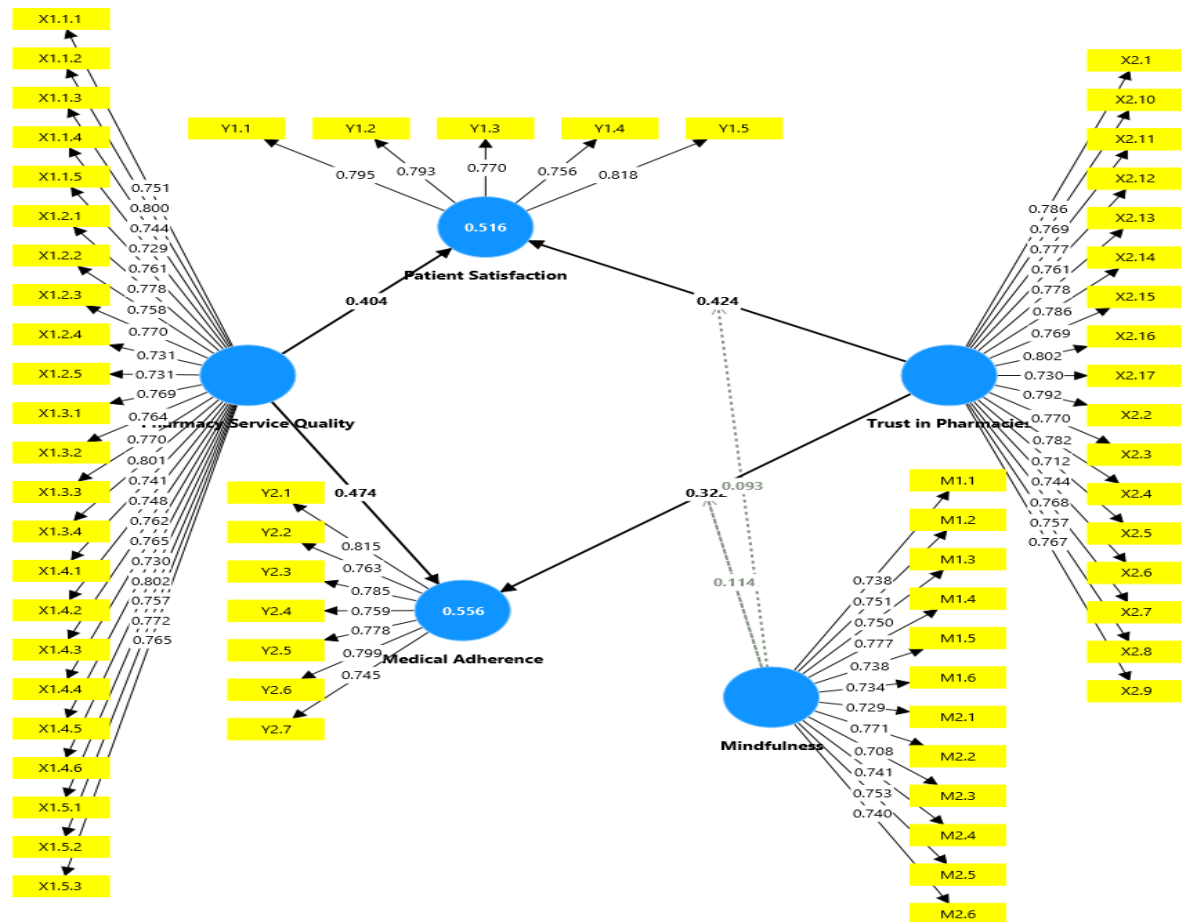 X1.1.1
X1.1.2
X1.1.3
X1.1.4
X1.1.5
X1.2.1
X1.2.2
X1.2.3
X1.2.4
X1.2.5
X1.3.1
X1.3.2
X1.3.3
X1.3.4
X1.4.1
X1.4.2
X1.4.3
X1.4.4
X1.4.5
X1.4.6
X1.5.1
X1.5.2
X1.5.3
0.751
0.800
0.744
0.729
0.761
0.778
0.758
0.770
0.731
0.731
0.769
0.764
0.770
0.801
0.741
0.748
0.762
0.765
0.730
0.802
0.757
0.772
0.765
Service Quality
Y1.1
Y1.2
Y1.3
Y1.4
Y1.5
0.795
0.793
0.770
0.756
0.818
0.516
Patient Satisfaction
0.404
0.424
0.474
0.093
0.114
Y2.1
Y2.2
Y2.3
Y2.4
Y2.5
Y2.6
Y2.7
0.815
0.763
0.785
0.759
0.778
0.799
0.745
0.556
Medical Adherence
Trust in Pharmacies
0.786
0.769
0.777
0.761
0.778
0.786
0.769
0.802
0.730
0.792
0.770
0.782
0.712
0.744
0.768
0.757
0.767
X2.1
X2.10
X2.11
X2.12
X2.13
X2.14
X2.15
X2.16
X2.17
X2.2
X2.3
X2.4
X2.5
X2.6
X2.7
X2.8
X2.9
Mindfulness
0.738
0.751
0.750
0.777
0.738
0.734
0.729
0.771
0.708
0.741
0.753
0.740
M1.1
M1.2
M1.3
M1.4
M1.5
M1.6
M2.1
M2.2
M2.3
M2.4
M2.5
M2.6